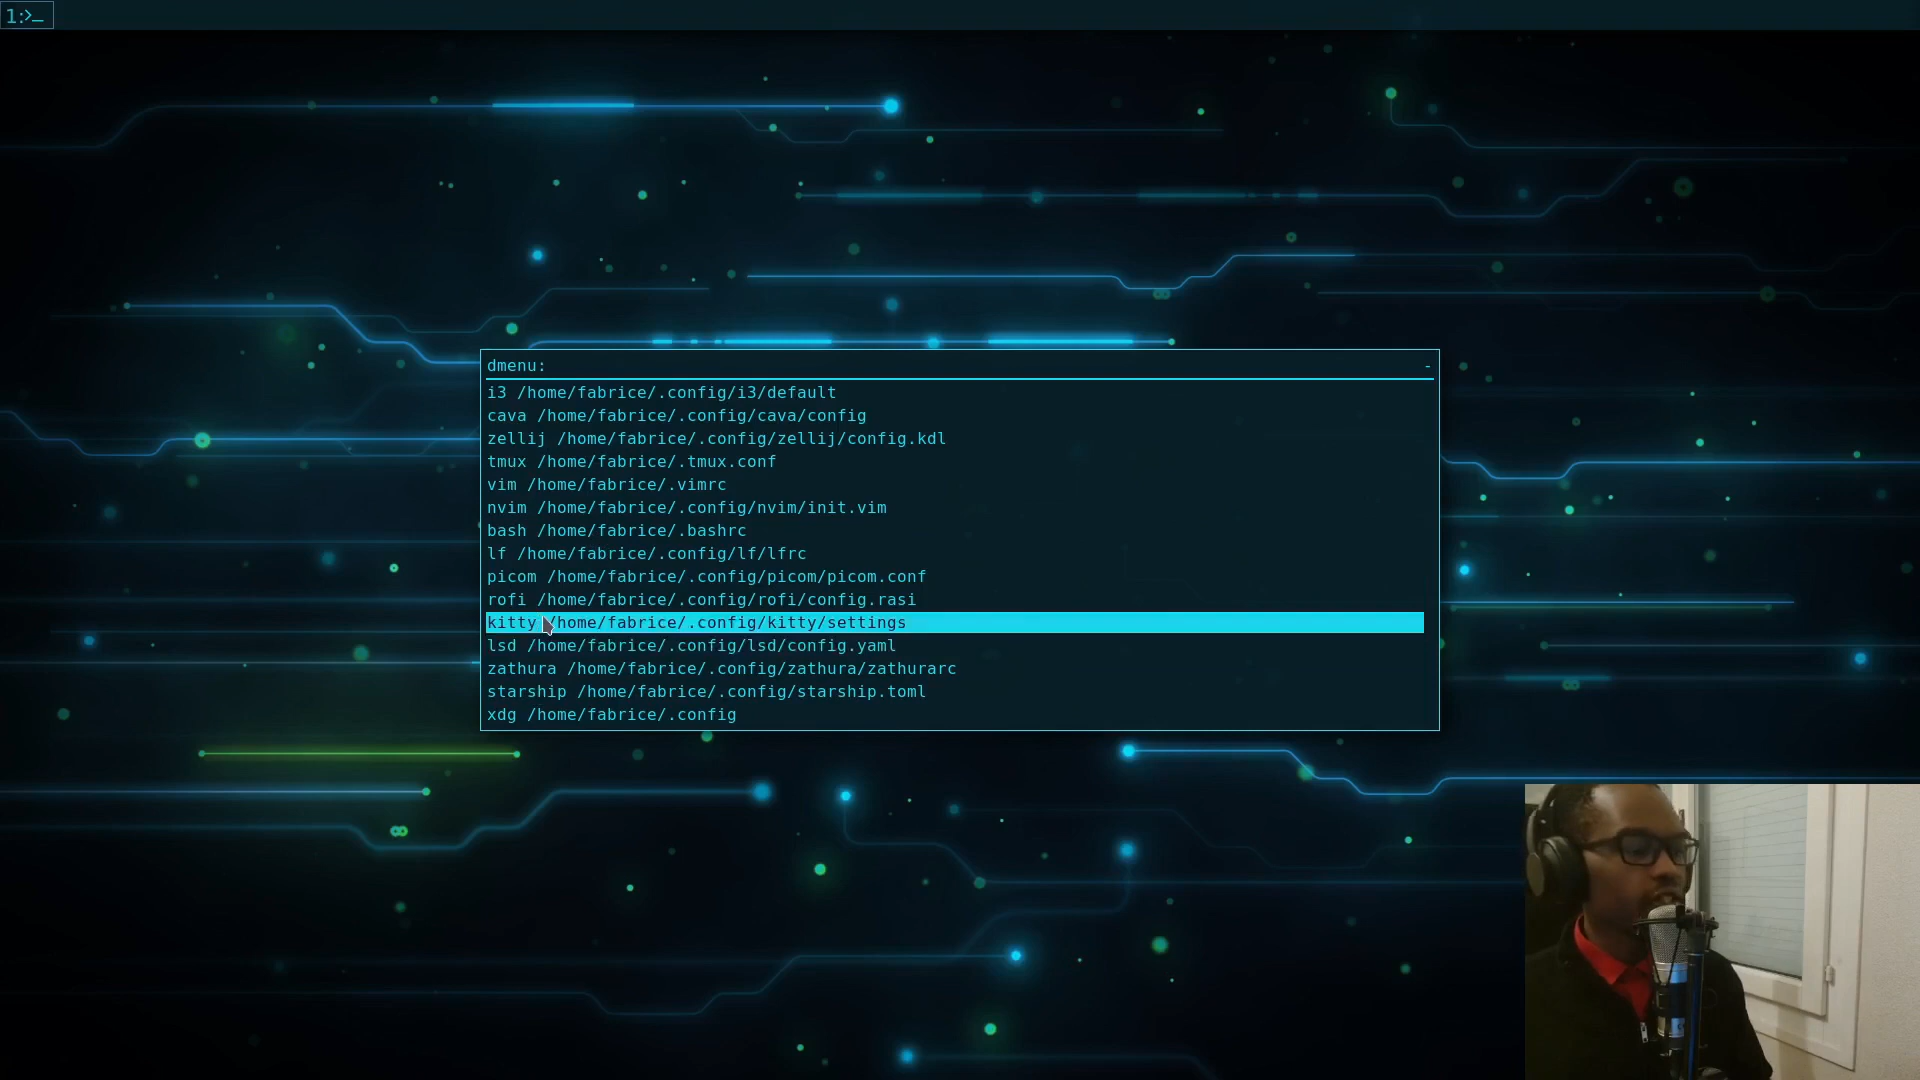 1:>_
dmenu:
-
i3 /home/fabrice/.config/i3/default
cava /home/fabrice/.config/cava/config
zellij /home/fabrice/.config/zellij/config.kdl
tmux /home/fabrice/.tmux.conf
vim /home/fabrice/.vimrc
nvim /home/fabrice/.config/nvim/init.vim
bash /home/fabrice/.bashrc
lf /home/fabrice/.config/lf/lfrc
picom /home/fabrice/.config/picom/picom.conf
rofi /home/fabrice/.config/rofi/config.rasi
kitty /home/fabrice/.config/kitty/settings
lsd /home/fabrice/.config/lsd/config.yaml
zathura /home/fabrice/.config/zathura/zathurarc
starship /home/fabrice/.config/starship.toml
xdg /home/fabrice/.config